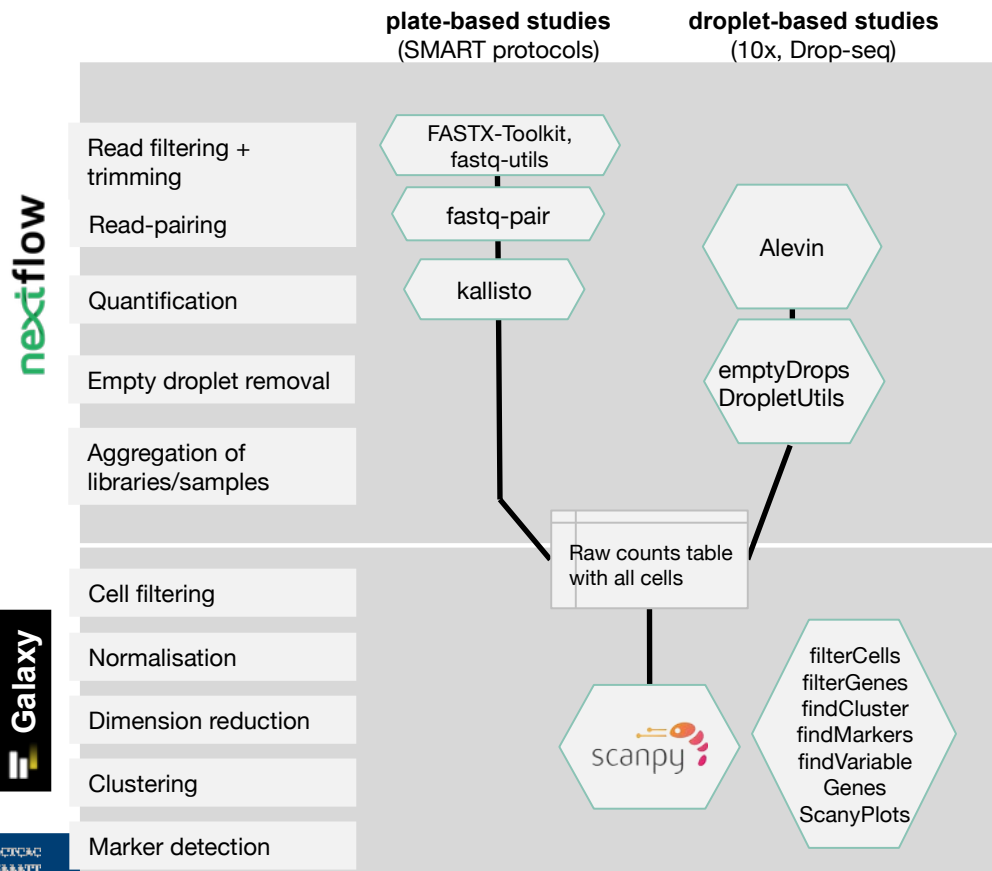 plate-based studies
(SMART protocols)
droplet-based studies
(10x, Drop-seq)
nextflow
Read filtering +
trimming
Read-pairing
Quantification
Empty droplet removal
Aggregation of
libraries/samples
FASTX-Toolkit,
fastq-utils
fastq-pair
kallisto
Alevin
emptyDrops
DropletUtils
Raw counts table
with all cells
Galaxy
Cell filtering
Normalisation
Dimension reduction
Clustering
Marker detection
scanpy
filterCells
filterGenes
findCluster
findMarkers
findVariable
Genes
ScanyPlots